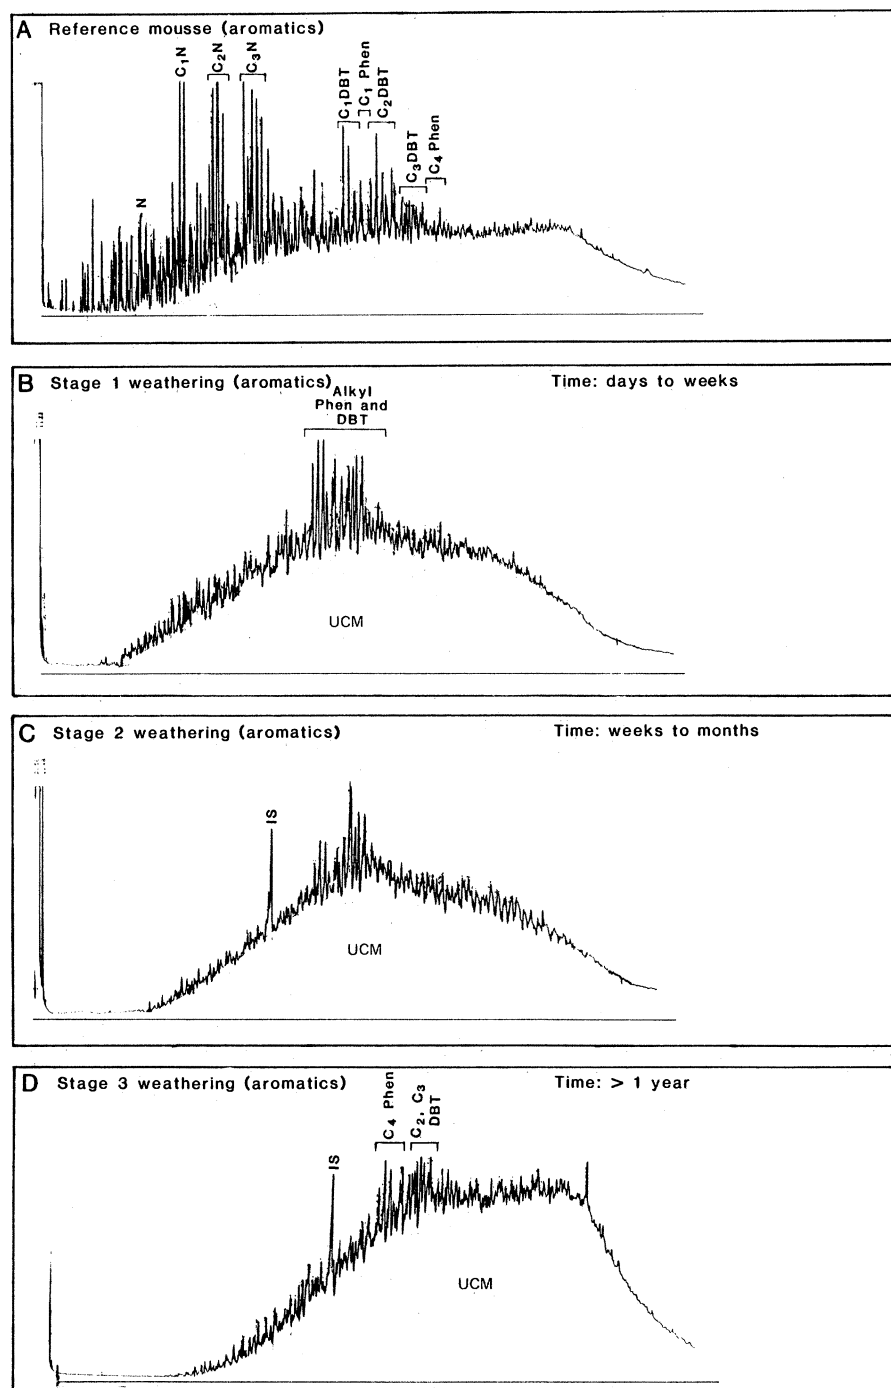 A Reference mousse (aromatics)
N
C₁N
C₂N
C₃N
C₁DBT
C₁ Phen
C₂DBT
C₃DBT
C₄ Phen
B Stage 1 weathering (aromatics)
Time: days to weeks
Alkyl
Phen and
DBT
UCM
C Stage 2 weathering (aromatics)
Time: weeks to months
IS
UCM
D Stage 3 weathering (aromatics)
Time: > 1 year
IS
C₄ Phen
C₂, C₃
DBT
UCM